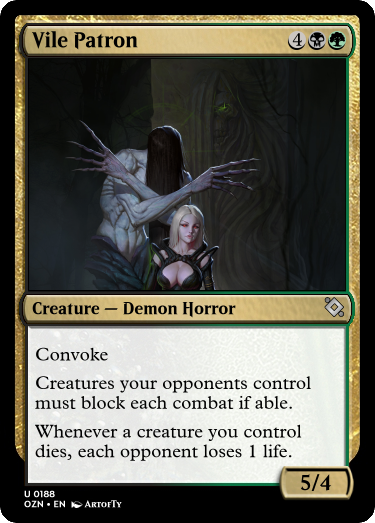 Vile Patron 4
Creature — Demon Horror
Convoke
Creatures your opponents control
must block each combat if able.
Whenever a creature you control
dies, each opponent loses 1 life.
5/4
U 0188
OZN • EN ArtofTy